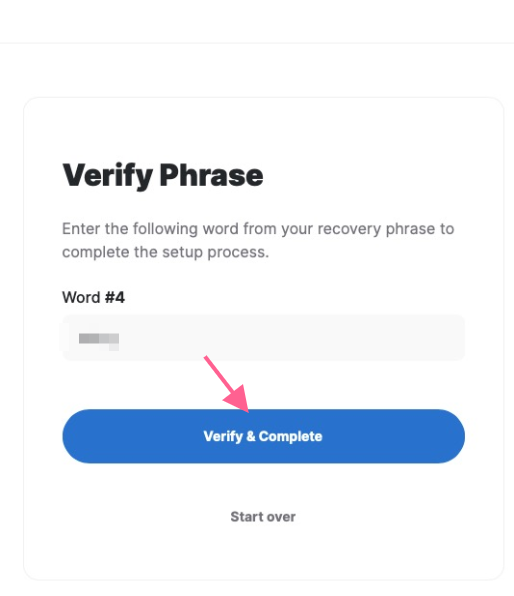 Verify Phrase
Enter the following word from your recovery phrase to
complete the setup process.
Word #4
Verify & Complete
Start over